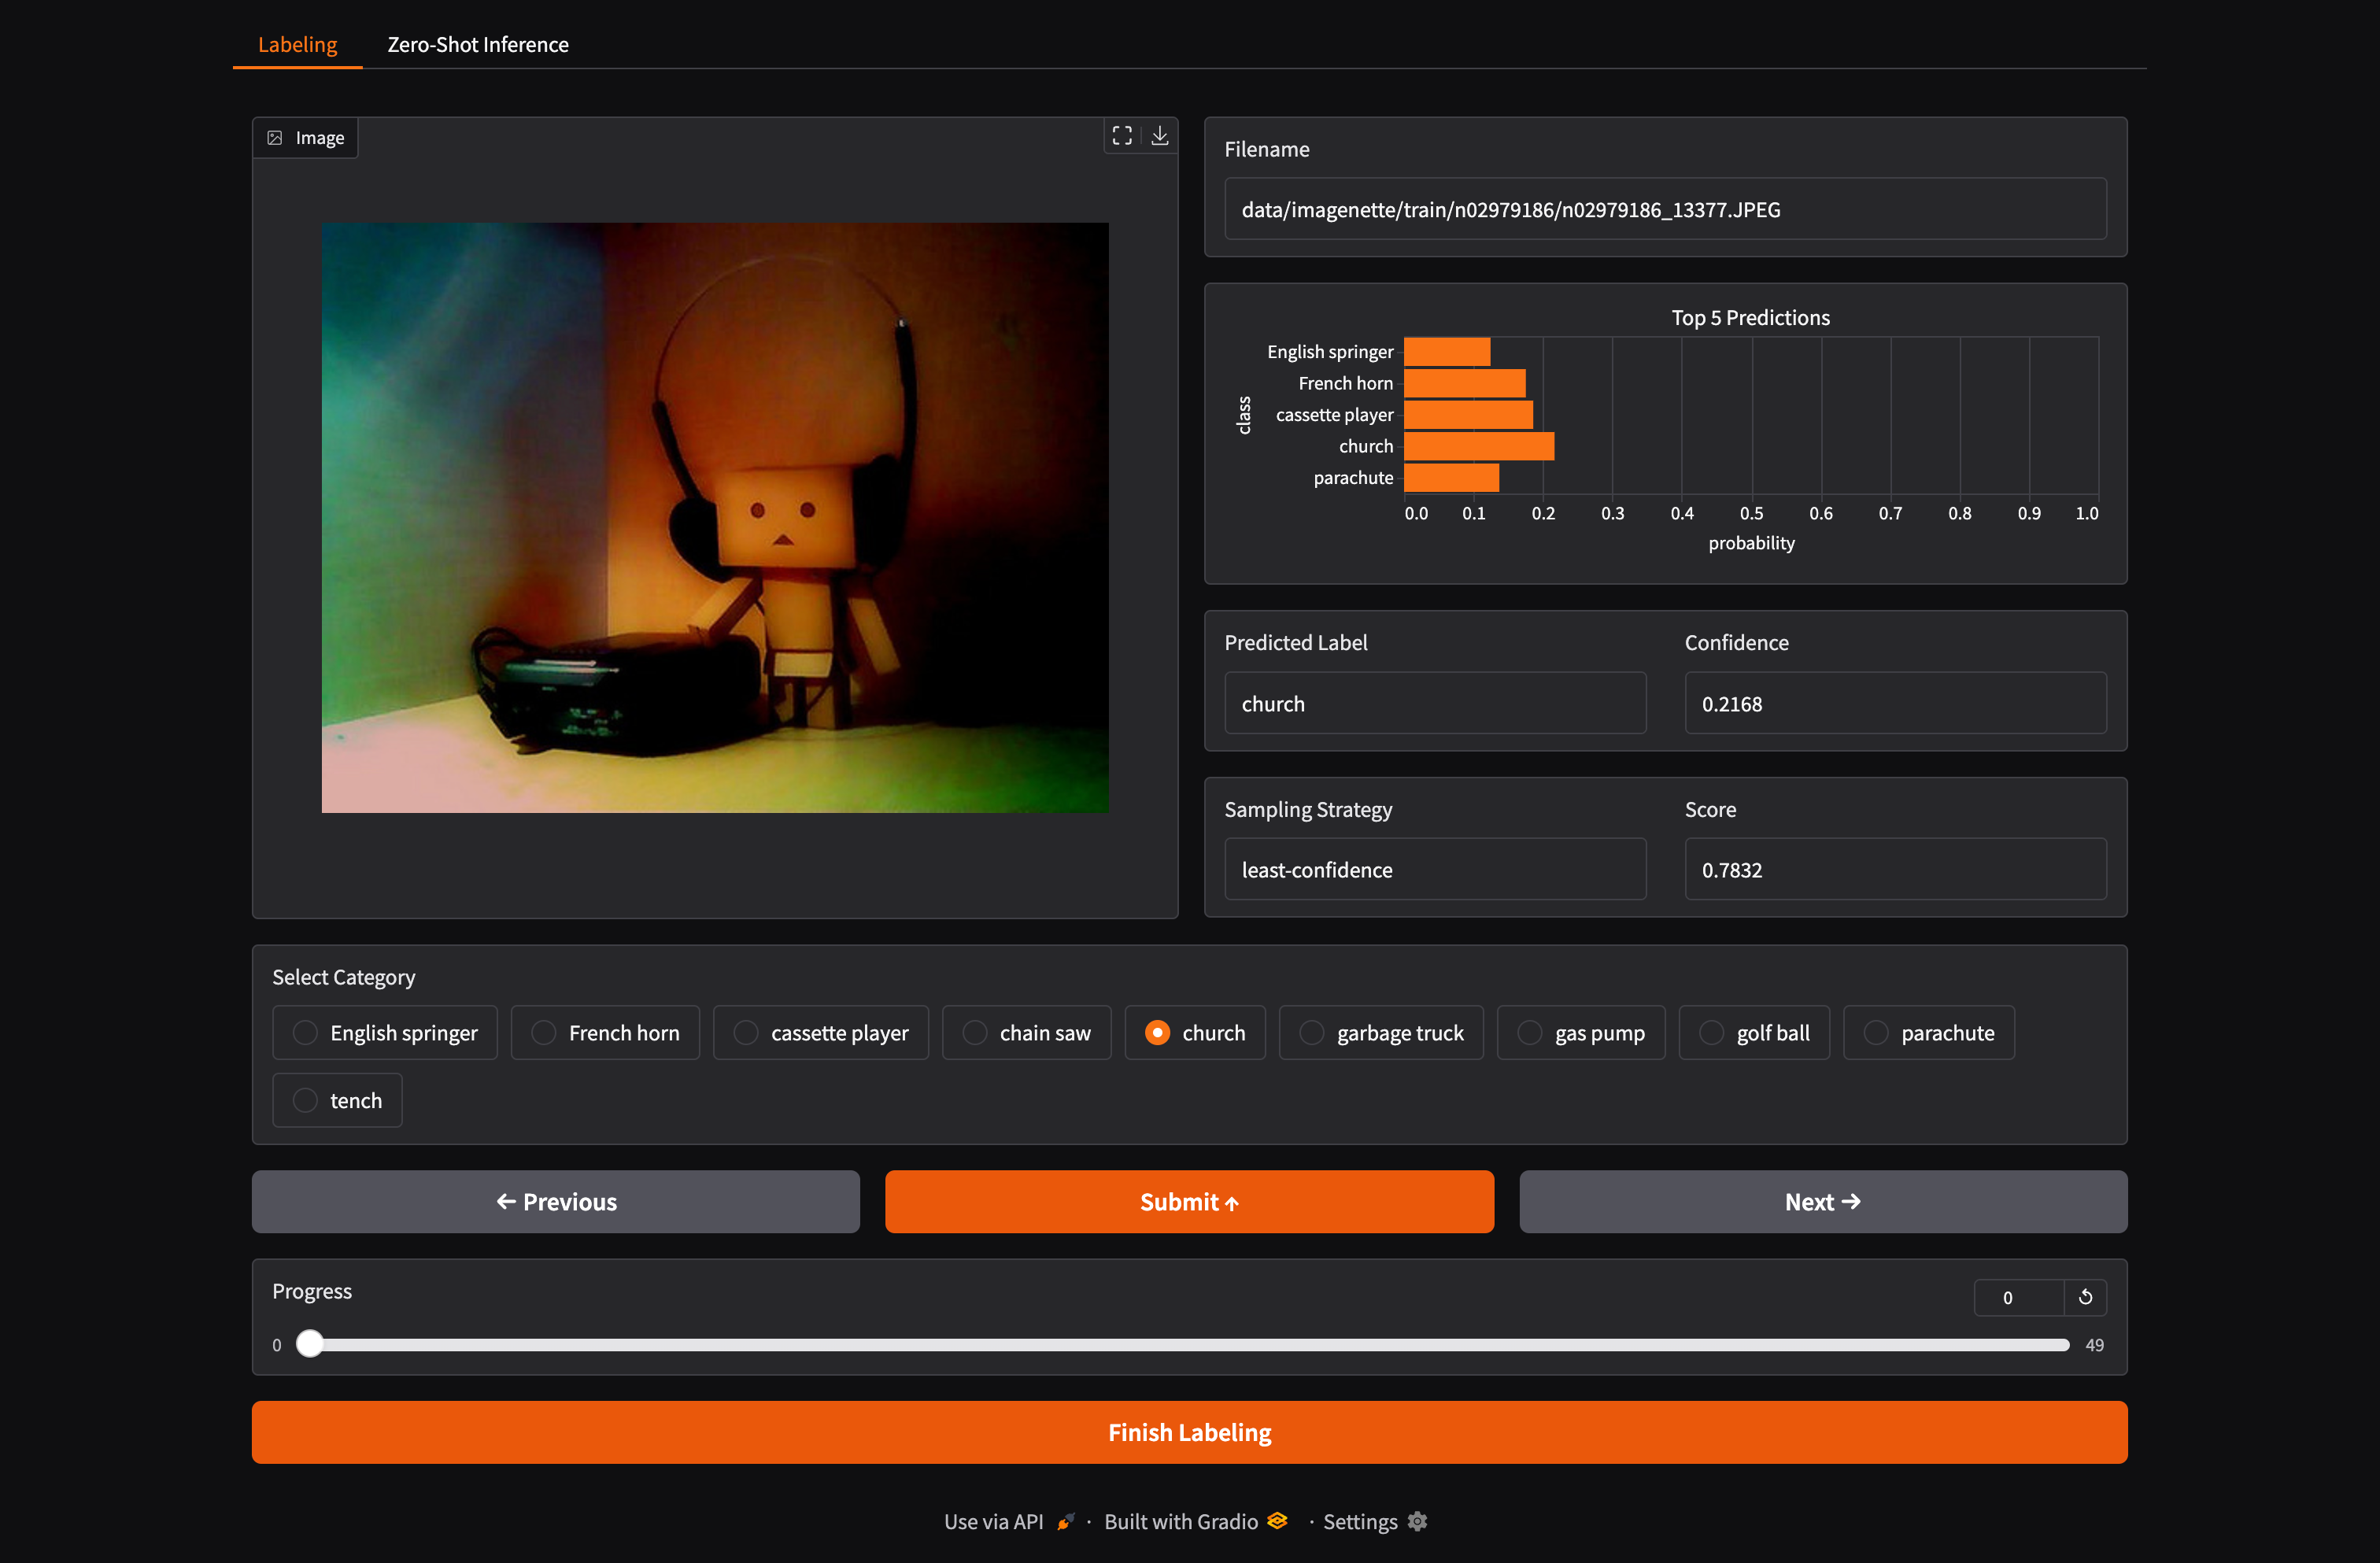 Labeling Zero-Shot Inference
Image
Filename
data/imagenette/train/n02979186/n02979186_13377.JPEG
Top 5 Predictions
class
English springer
French horn
cassette player
church
parachute
0.0 0.1 0.2 0.3 0.4 0.5 0.6 0.7 0.8 0.9 1.0
probability
Predicted Label Confidence
church 0.2168
Sampling Strategy Score
least-confidence 0.7832
Select Category
English springer French horn cassette player chain saw church garbage truck gas pump golf ball parachute
tench
← Previous Submit ↑ Next →
Progress 0
0 49
Finish Labeling
Use via API · Built with Gradio · Settings